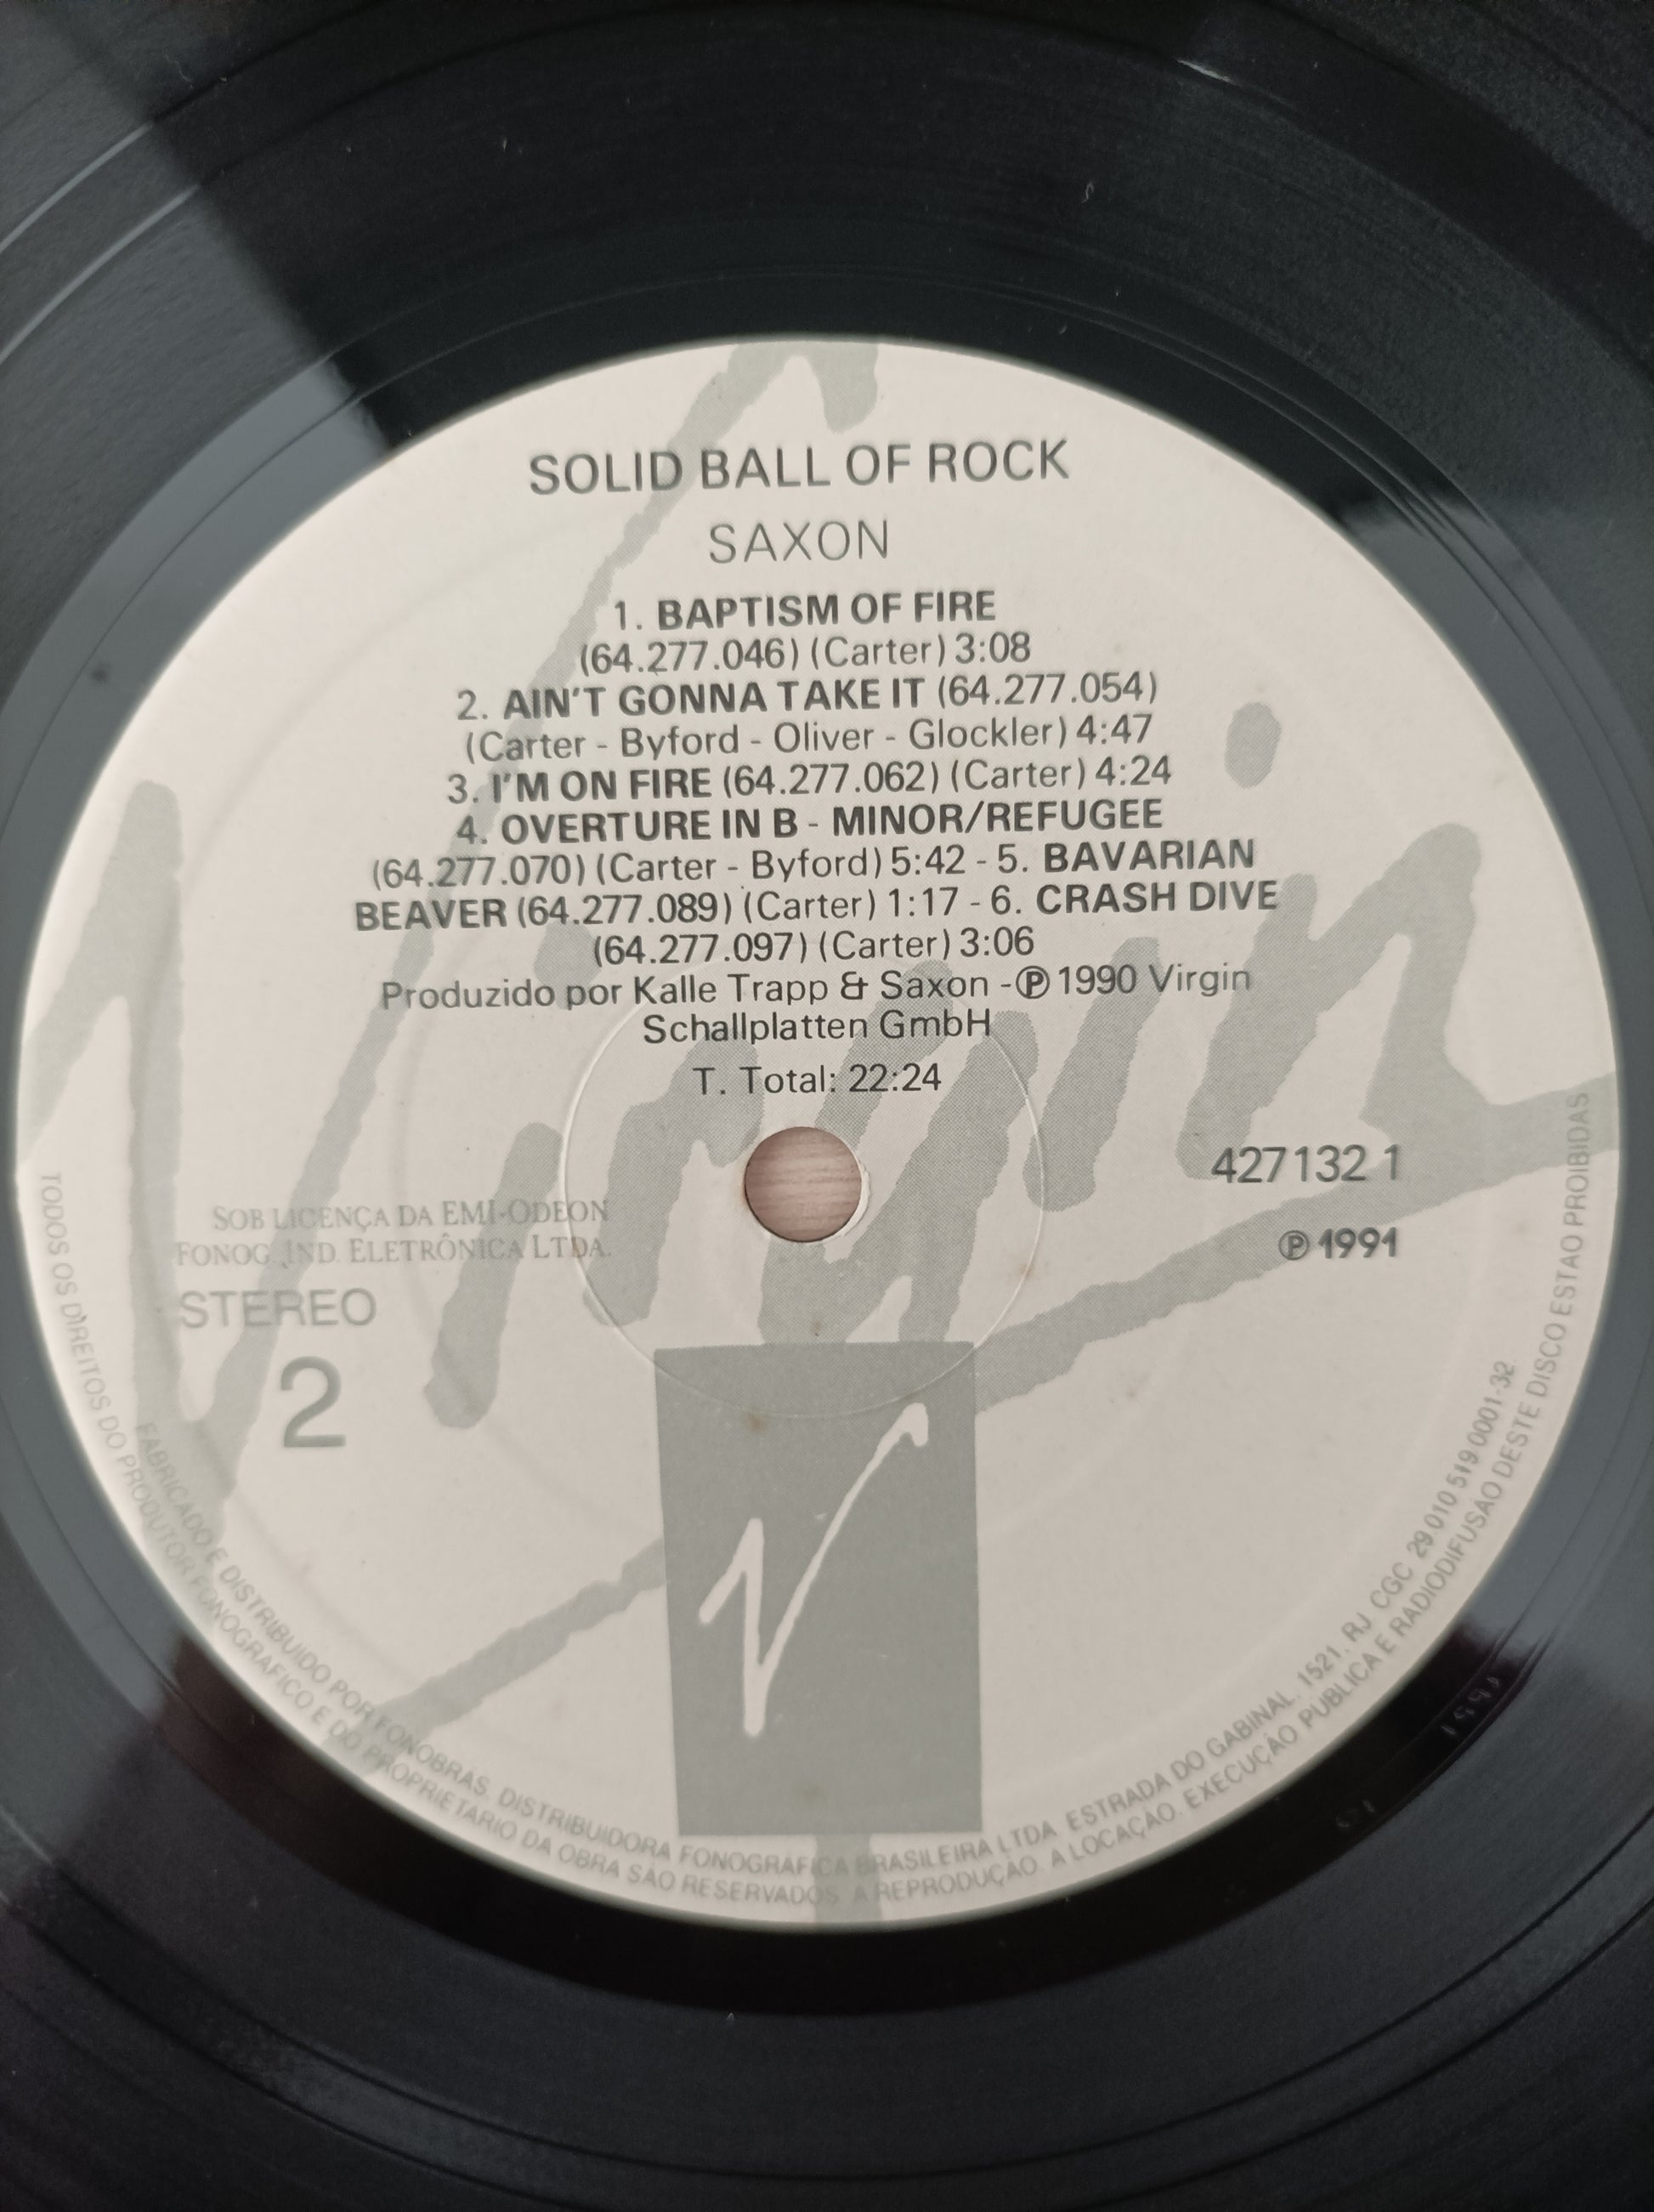 SOLID BALL OF ROCK
SAXON
1. BAPTISM OF FIRE
(64.277.046) (Carter) 3:08
2. AIN'T GONNA TAKE IT (64.277.054)
(Carter - Byford - Oliver - Glockler) 4:47
3. I'M ON FIRE (64.277.062) (Carter) 4:24
4. OVERTURE IN B - MINOR/REFUGEE
(64.277.070) (Carter - Byford) 5:42 - 5. BAVARIAN
BEAVER (64.277.089) (Carter) 1:17 - 6. CRASH DIVE
(64.277.097) (Carter) 3:06
Produzido por Kalle Trapp & Saxon - ℗ 1990 Virgin
Schallplatten GmbH
T. Total: 22:24
427132 1
℗ 1991
SOB LICENÇA DA EMI-ODEON
FONOG. IND. ELETRÔNICA LTDA.
STEREO
2
Virgin
FABRICADO E DISTRIBUIDO POR FONOBRAS. DISTRIBUIDORA FONOGRAFICA BRASILEIRA LTDA. ESTRADA DO GABINAL, 1521, RJ. CGC 29 010 519 0001-32
TODOS OS DIREITOS DO PRODUTOR FONOGRAFICO E DO PROPRIETARIO DA OBRA SAO RESERVADOS. A REPRODUÇÃO. A LOCAÇÃO. EXECUÇÃO PUBLICA E RADIODIFUSAO DESTE DISCO ESTAO PROIBIDAS